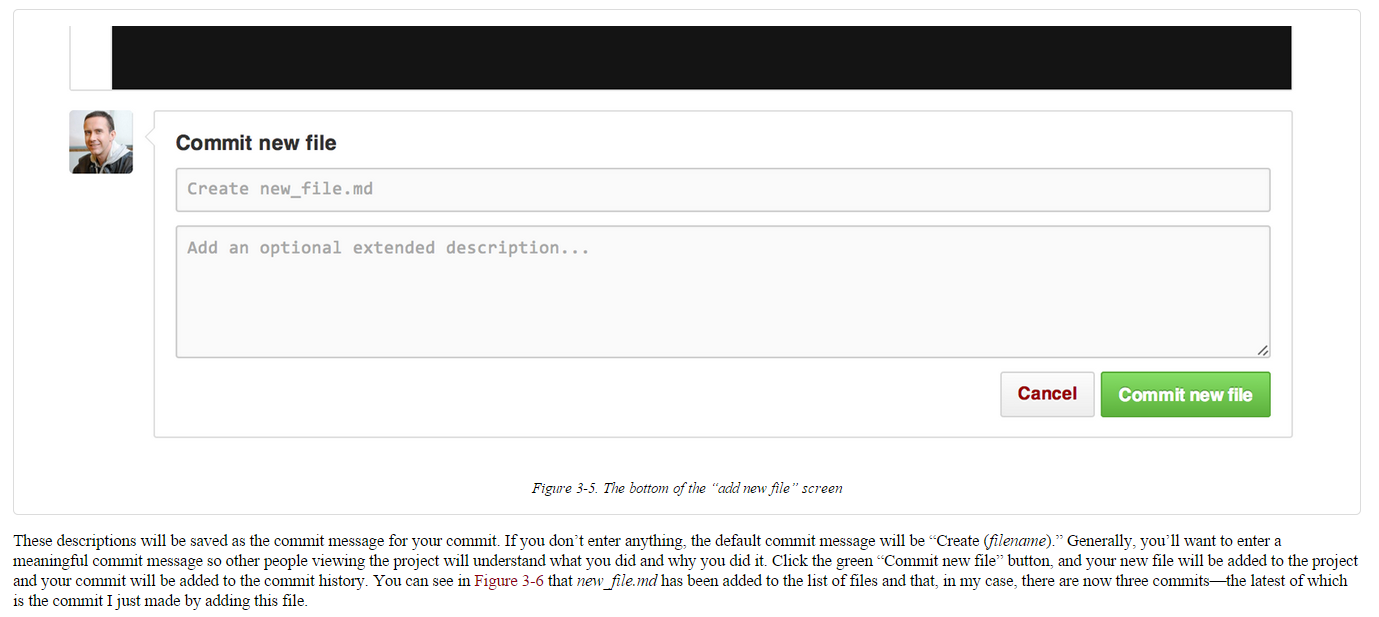 Commit new file
Create new_file.md
Add an optional extended description...
Cancel
Commit new file
Figure 3-5. The bottom of the “add new file” screen
These descriptions will be saved as the commit message for your commit. If you don’t enter anything, the default commit message will be “Create (filename).” Generally, you’ll want to enter a
meaningful commit message so other people viewing the project will understand what you did and why you did it. Click the green “Commit new file” button, and your new file will be added to the project
and your commit will be added to the commit history. You can see in Figure 3-6 that new_file.md has been added to the list of files and that, in my case, there are now three commits—the latest of which
is the commit I just made by adding this file.